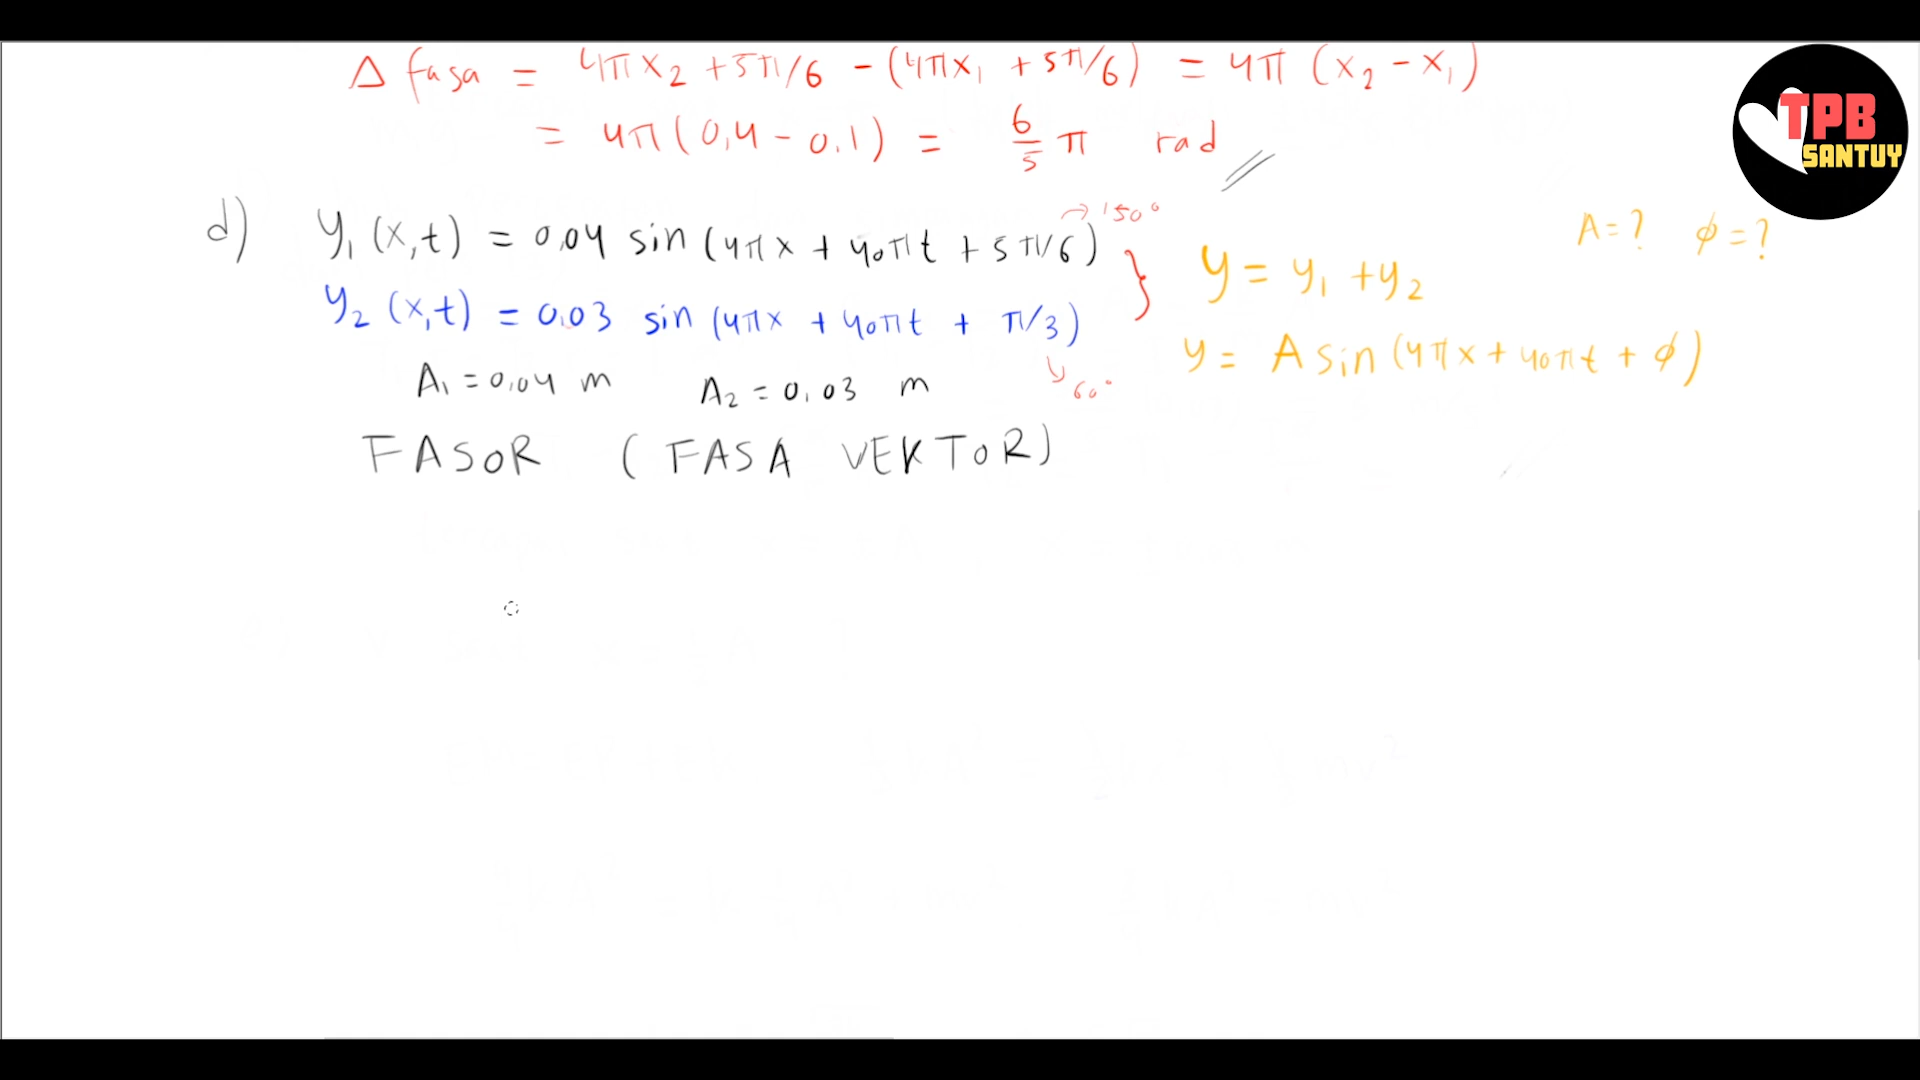 Δ fasa = 4πx₂ + 5π/6 - (4πx₁ + 5π/6) = 4π (x₂ - x₁)
= 4π(0,4 - 0.1) = 6/5 π rad
TPB
SANTUY
d) y₁(x,t) = 0,04 sin(4πx + 40πt + 5π/6) → 150°
y₂(x,t) = 0.03 sin(4πx + 40πt + π/3)
↳ 60°
} y = y₁ + y₂
A = ? φ = ?
y = A sin(4πx + 40πt + φ)
A₁ = 0,04 m A₂ = 0,03 m
FASOR (FASA VEKTOR)